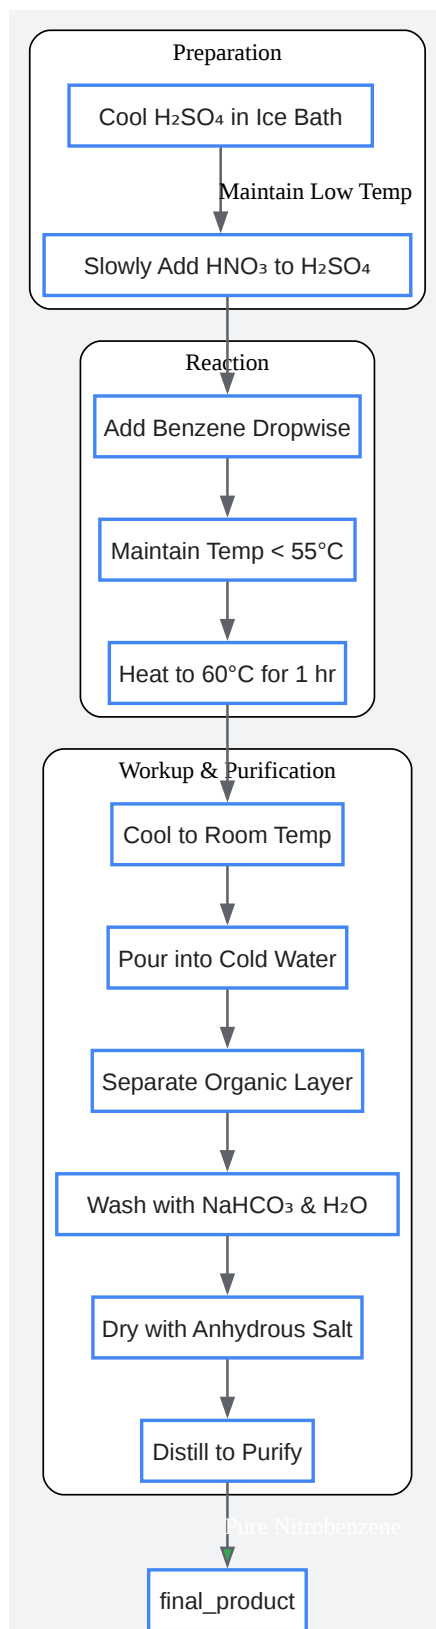 Preparation
Cool H₂SO₄ in Ice Bath
Maintain Low Temp
Slowly Add HNO₃ to H₂SO₄
Reaction
Add Benzene Dropwise
Maintain Temp < 55°C
Heat to 60°C for 1 hr
Workup & Purification
Cool to Room Temp
Pour into Cold Water
Separate Organic Layer
Wash with NaHCO₃ & H₂O
Dry with Anhydrous Salt
Distill to Purify
Pure Nitrobenzene
final_product